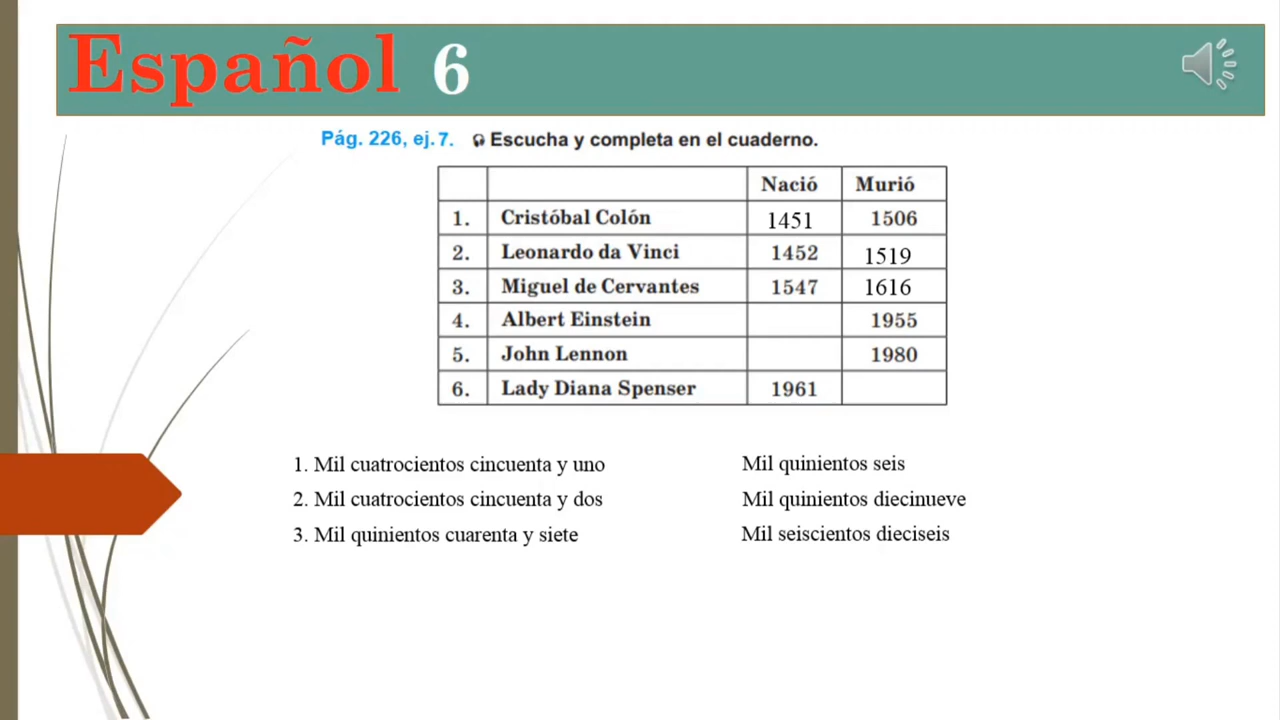 Español 6
Pág. 226, ej. 7. Escucha y completa en el cuaderno.
Nació Murió
1. Cristóbal Colón 1451 1506
2. Leonardo da Vinci 1452 1519
3. Miguel de Cervantes 1547 1616
4. Albert Einstein 1955
5. John Lennon 1980
6. Lady Diana Spenser 1961
1. Mil cuatrocientos cincuenta y uno Mil quinientos seis
2. Mil cuatrocientos cincuenta y dos Mil quinientos diecinueve
3. Mil quinientos cuarenta y siete Mil seiscientos dieciseis